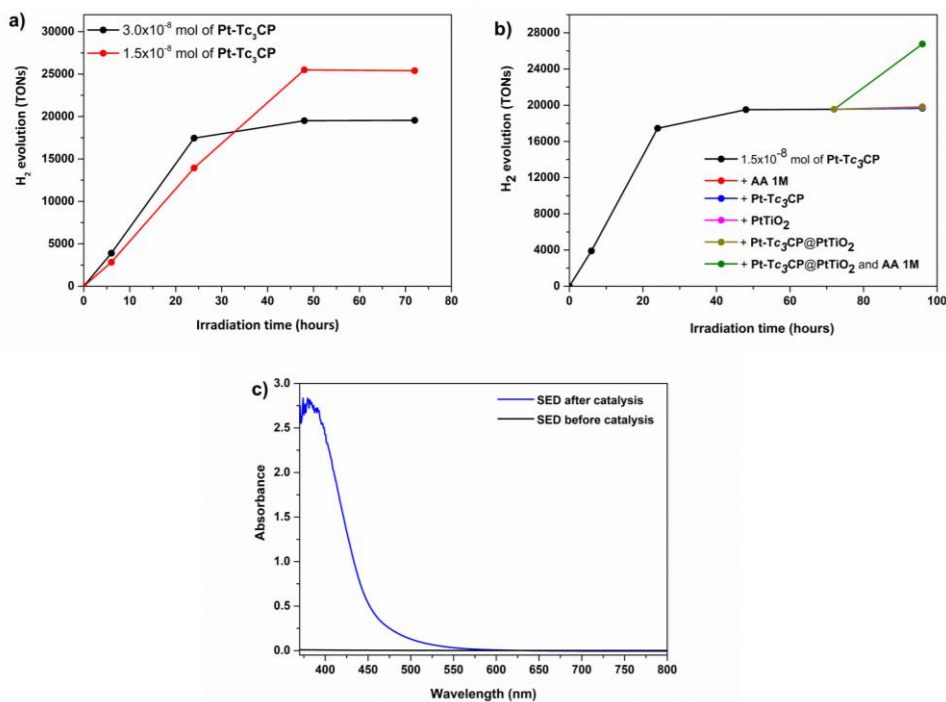 a)
3.0x10⁻⁸ mol of Pt-Tc₃CP
1.5x10⁻⁸ mol of Pt-Tc₃CP
H₂ evolution (TONs)
30000
25000
20000
15000
10000
5000
0
0 10 20 30 40 50 60 70 80
Irradiation time (hours)
b)
H2 evolution (TONs)
28000
24000
20000
16000
12000
8000
4000
0
1.5x10⁻⁸ mol of Pt-Tc₃CP
+ AA 1M
+ Pt-Tc₃CP
+ PtTiO₂
+ Pt-Tc₃CP@PtTiO₂
+ Pt-Tc₃CP@PtTiO₂ and AA 1M
0 20 40 60 80 100
Irradiation time (hours)
c)
SED after catalysis
SED before catalysis
Absorbance
3.0
2.5
2.0
1.5
1.0
0.5
0.0
400 450 500 550 600 650 700 750 800
Wavelength (nm)